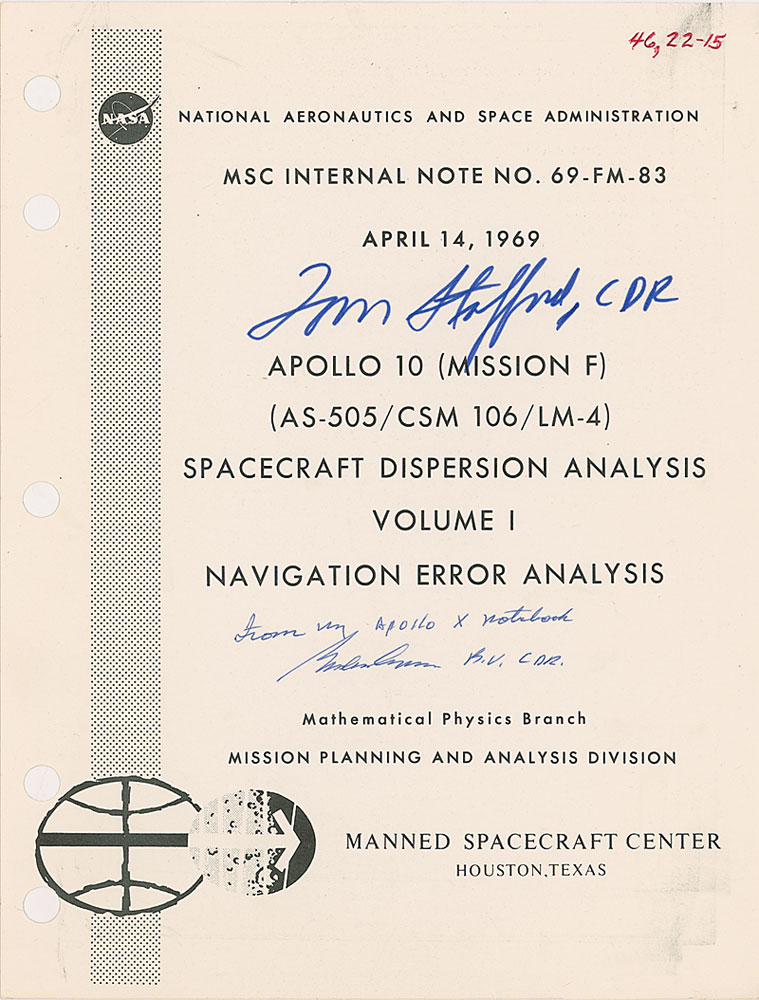 46, 22-15
NASA
NATIONAL AERONAUTICS AND SPACE ADMINISTRATION
MSC INTERNAL NOTE NO. 69-FM-83
APRIL 14, 1969
Tom Stafford, CDR
APOLLO 10 (MISSION F)
(AS-505/CSM 106/LM-4)
SPACECRAFT DISPERSION ANALYSIS
VOLUME I
NAVIGATION ERROR ANALYSIS
From my Apollo X notebook
CDR.
Mathematical Physics Branch
MISSION PLANNING AND ANALYSIS DIVISION
MANNED SPACECRAFT CENTER
HOUSTON, TEXAS